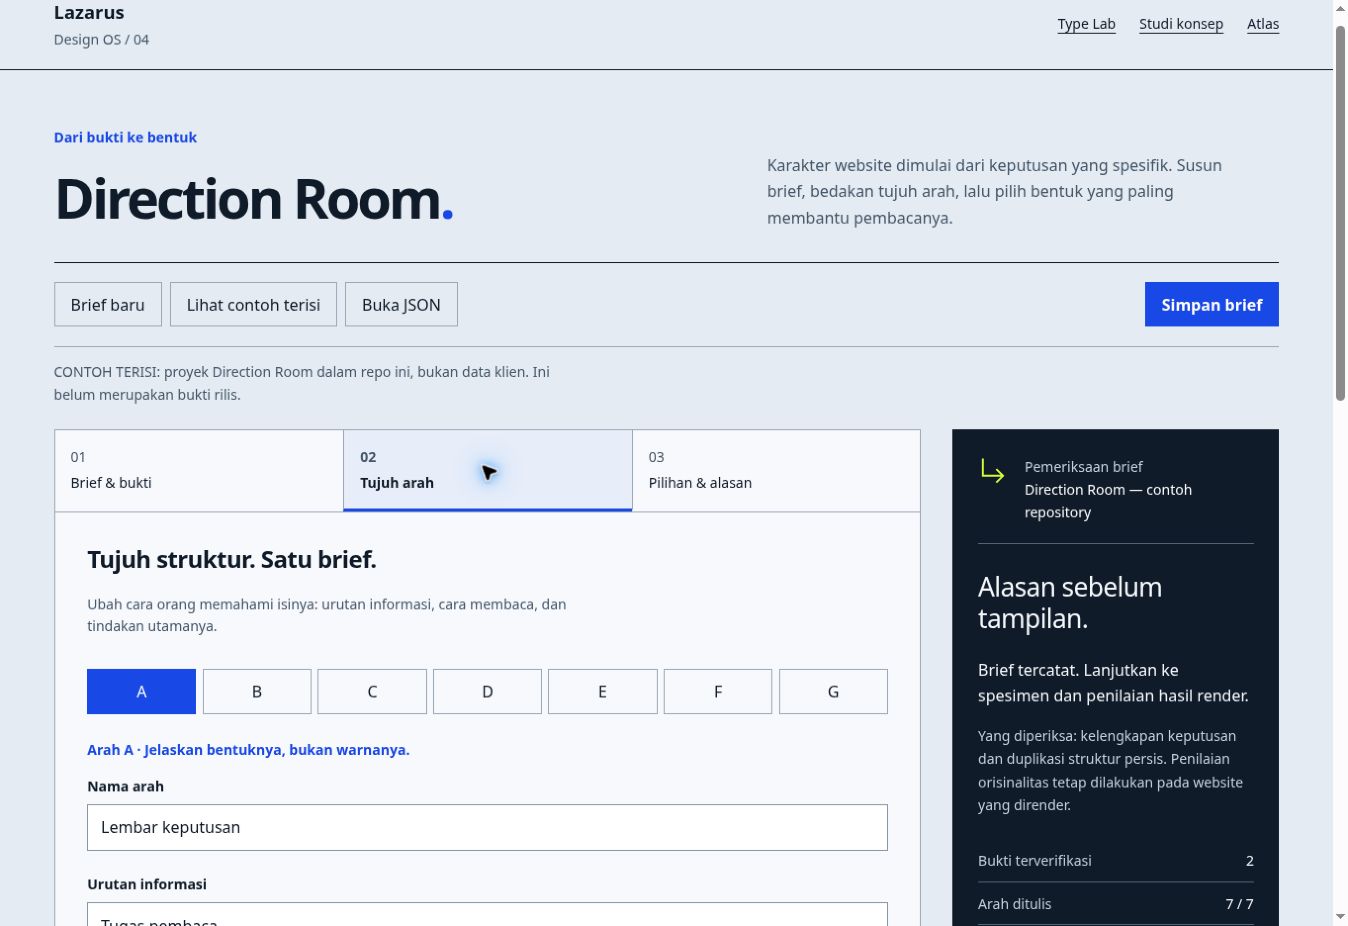 Lazarus
Design OS / 04
Type Lab
Studi konsep
Atlas
Dari bukti ke bentuk
Direction Room.
Karakter website dimulai dari keputusan yang spesifik. Susun
brief, bedakan tujuh arah, lalu pilih bentuk yang paling
membantu pembacanya.
Brief baru
Lihat contoh terisi
Buka JSON
Simpan brief
CONTOH TERISI: proyek Direction Room dalam repo ini, bukan data klien. Ini
belum merupakan bukti rilis.
01
Brief & bukti
02
Tujuh arah
03
Pilihan & alasan
Tujuh struktur. Satu brief.
Ubah cara orang memahami isinya: urutan informasi, cara membaca, dan
tindakan utamanya.
A
B
C
D
E
F
G
Arah A · Jelaskan bentuknya, bukan warnanya.
Nama arah
Lembar keputusan
Urutan informasi
Tugas pembaca
Pemeriksaan brief
Direction Room — contoh
repository
Alasan sebelum
tampilan.
Brief tercatat. Lanjutkan ke
spesimen dan penilaian hasil render.
Yang diperiksa: kelengkapan keputusan
dan duplikasi struktur persis. Penilaian
orisinalitas tetap dilakukan pada website
yang dirender.
Bukti terverifikasi 2
Arah ditulis 7 / 7